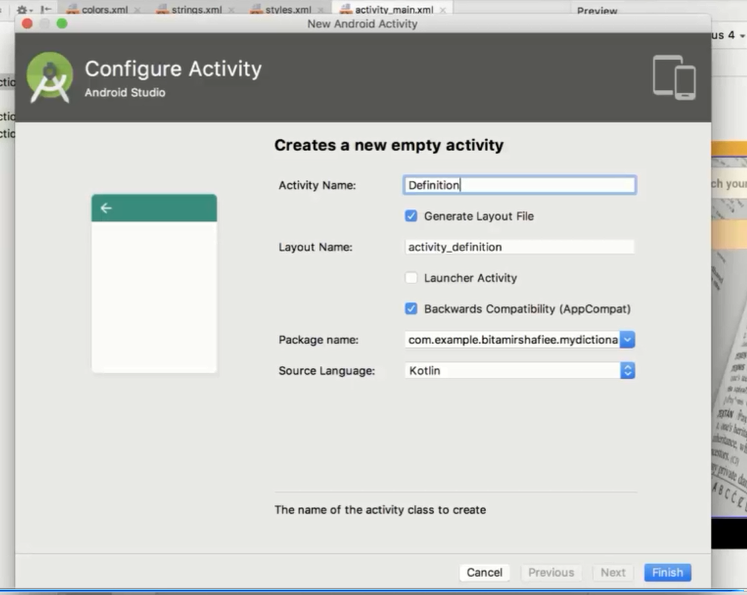 colors.xml strings.xml styles.xml activity_main.xml Preview
New Android Activity
us 4
Configure Activity
Android Studio
Creates a new empty activity
Activity Name: Definition
Generate Layout File
Layout Name: activity_definition
Launcher Activity
Backwards Compatibility (AppCompat)
Package name: com.example.bitamirshafiee.mydictiona
Source Language: Kotlin
The name of the activity class to create
Cancel Previous Next Finish